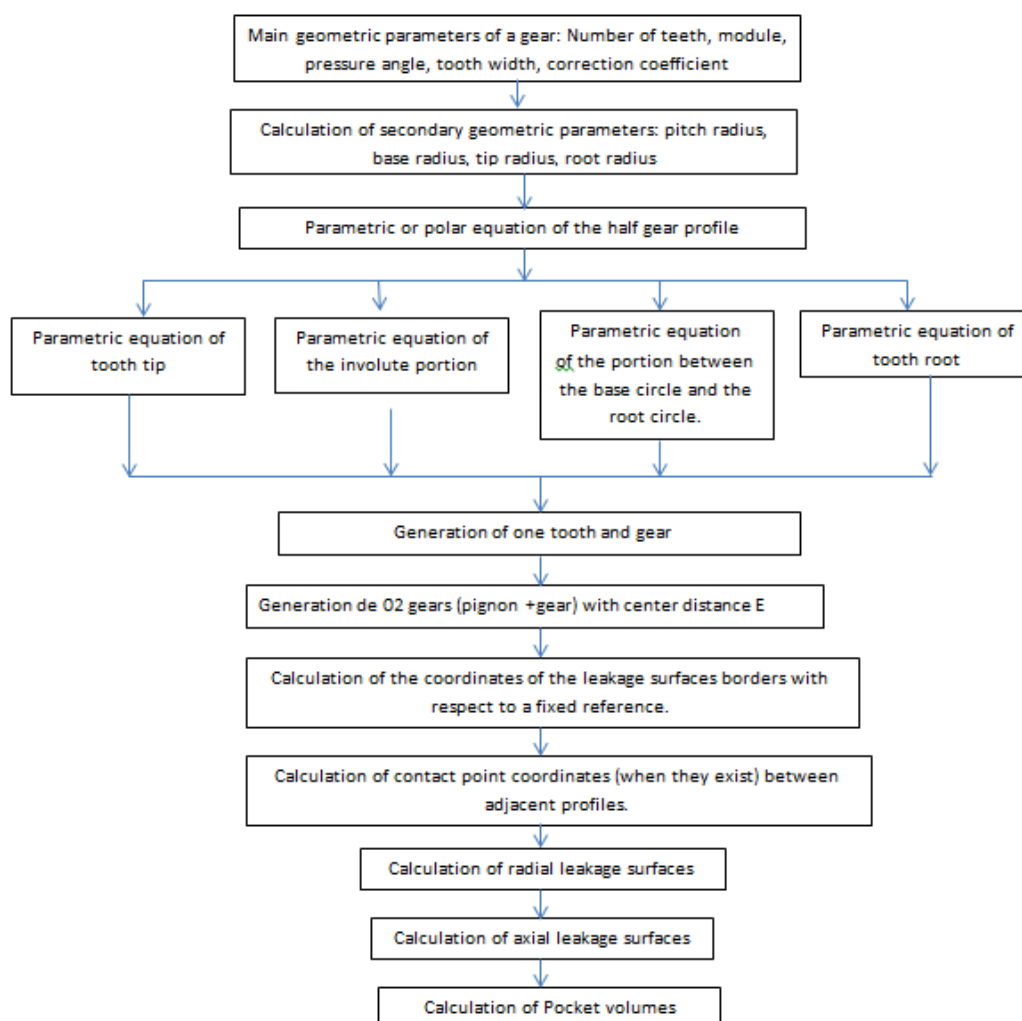 Main geometric parameters of a gear: Number of teeth, module,
pressure angle, tooth width, correction coefficient
Calculation of secondary geometric parameters: pitch radius,
base radius, tip radius, root radius
Parametric or polar equation of the half gear profile
Parametric equation of
tooth tip
Parametric equation of
the involute portion
Parametric equation
of the portion between
the base circle and the
root circle.
Parametric equation of
tooth root
Generation of one tooth and gear
Generation de 02 gears (pignon +gear) with center distance E
Calculation of the coordinates of the leakage surfaces borders with
respect to a fixed reference.
Calculation of contact point coordinates (when they exist) between
adjacent profiles.
Calculation of radial leakage surfaces
Calculation of axial leakage surfaces
Calculation of Pocket volumes